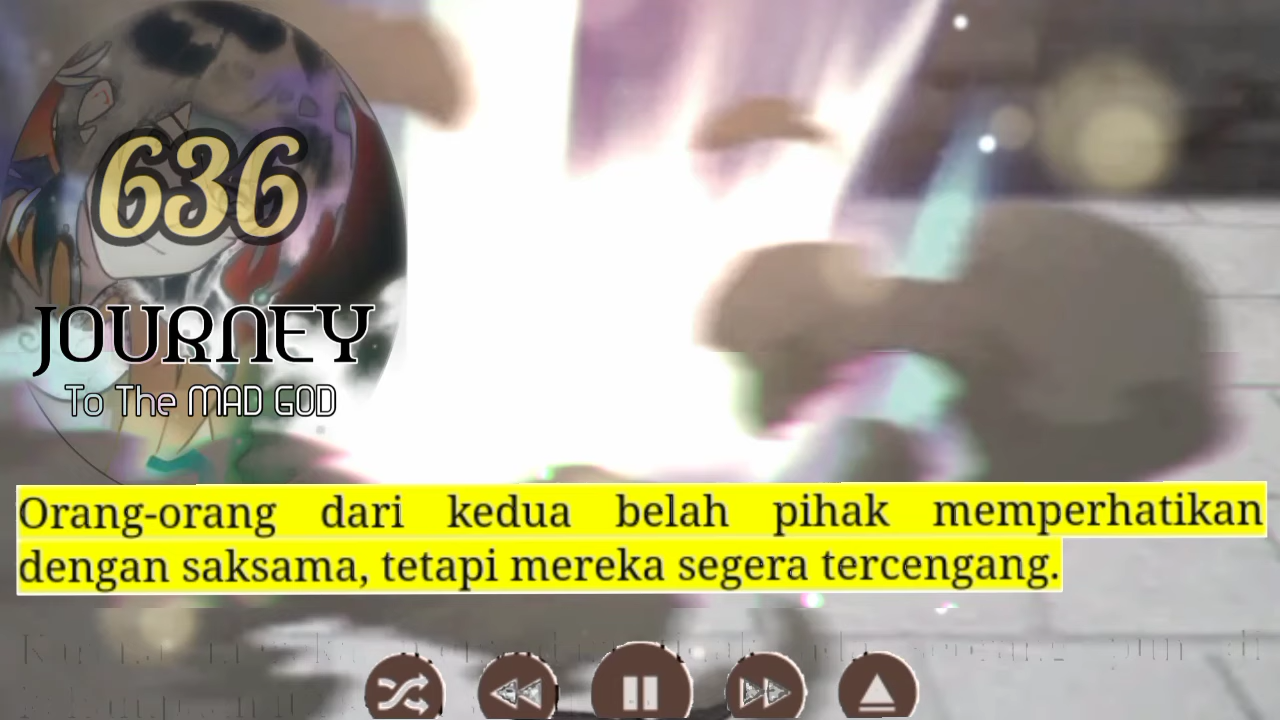 636
JOURNEY
To The MAD GOD
Orang-orang dari kedua belah pihak memperhatikan
dengan saksama, tetapi mereka segera tercengang.